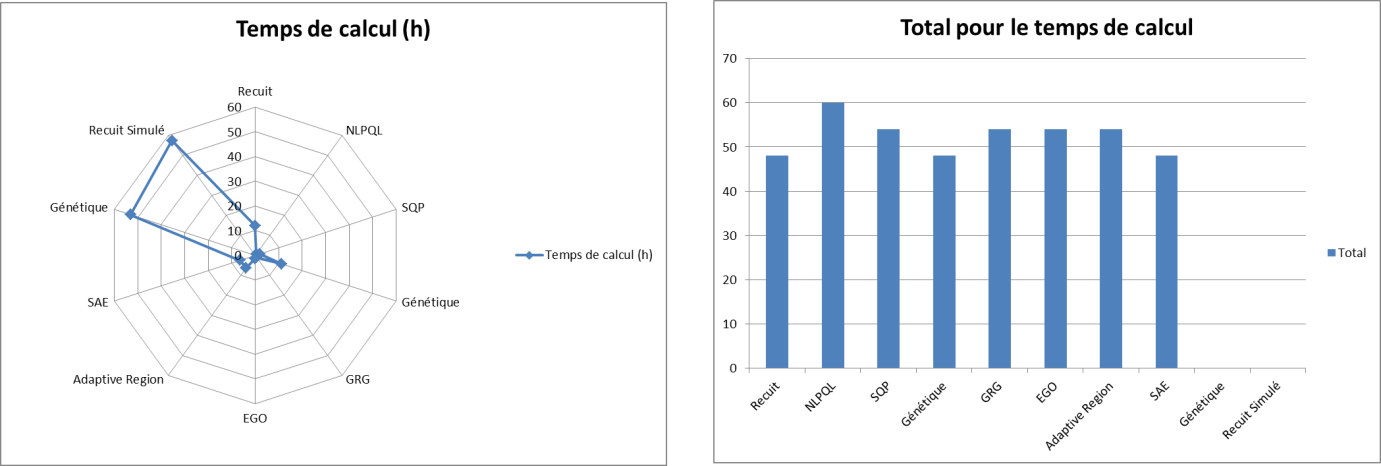 Temps de calcul (h)
Recuit
60
50
40
30
20
10
0
NLPQL
SQP
Génétique
GRG
EGO
Adaptive Region
SAE
Génétique
Recuit Simulé
Temps de calcul (h)
Total pour le temps de calcul
70
60
50
40
30
20
10
0
Recuit
NLPQL
SQP
Génétique
GRG
EGO
Adaptive Region
SAE
Génétique
Recuit Simulé
Total